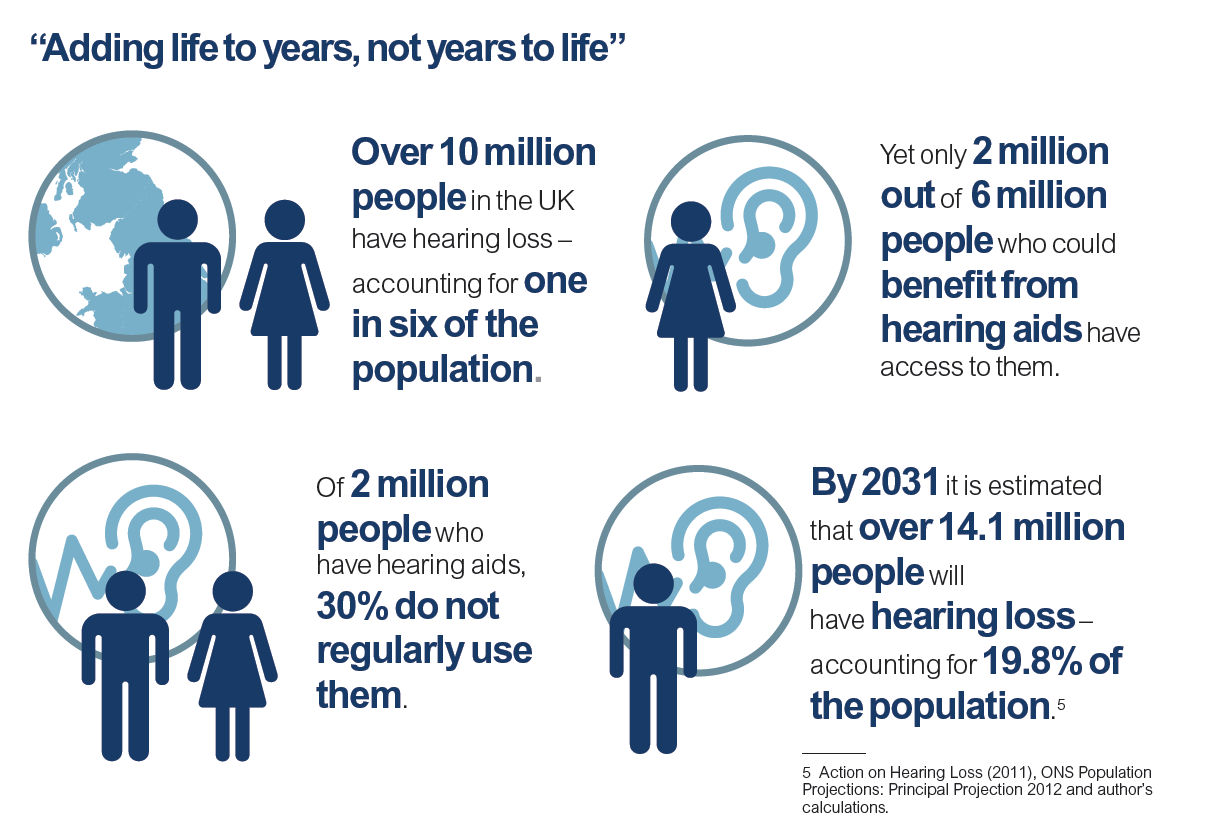 “Adding life to years, not years to life”
Over 10 million
people in the UK
have hearing loss –
accounting for one
in six of the
population.
Yet only 2 million
out of 6 million
people who could
benefit from
hearing aids have
access to them.
Of 2 million
people who
have hearing aids,
30% do not
regularly use
them.
By 2031 it is estimated
that over 14.1 million
people will
have hearing loss –
accounting for 19.8% of
the population.5
5 Action on Hearing Loss (2011), ONS Population
Projections: Principal Projection 2012 and author's
calculations.